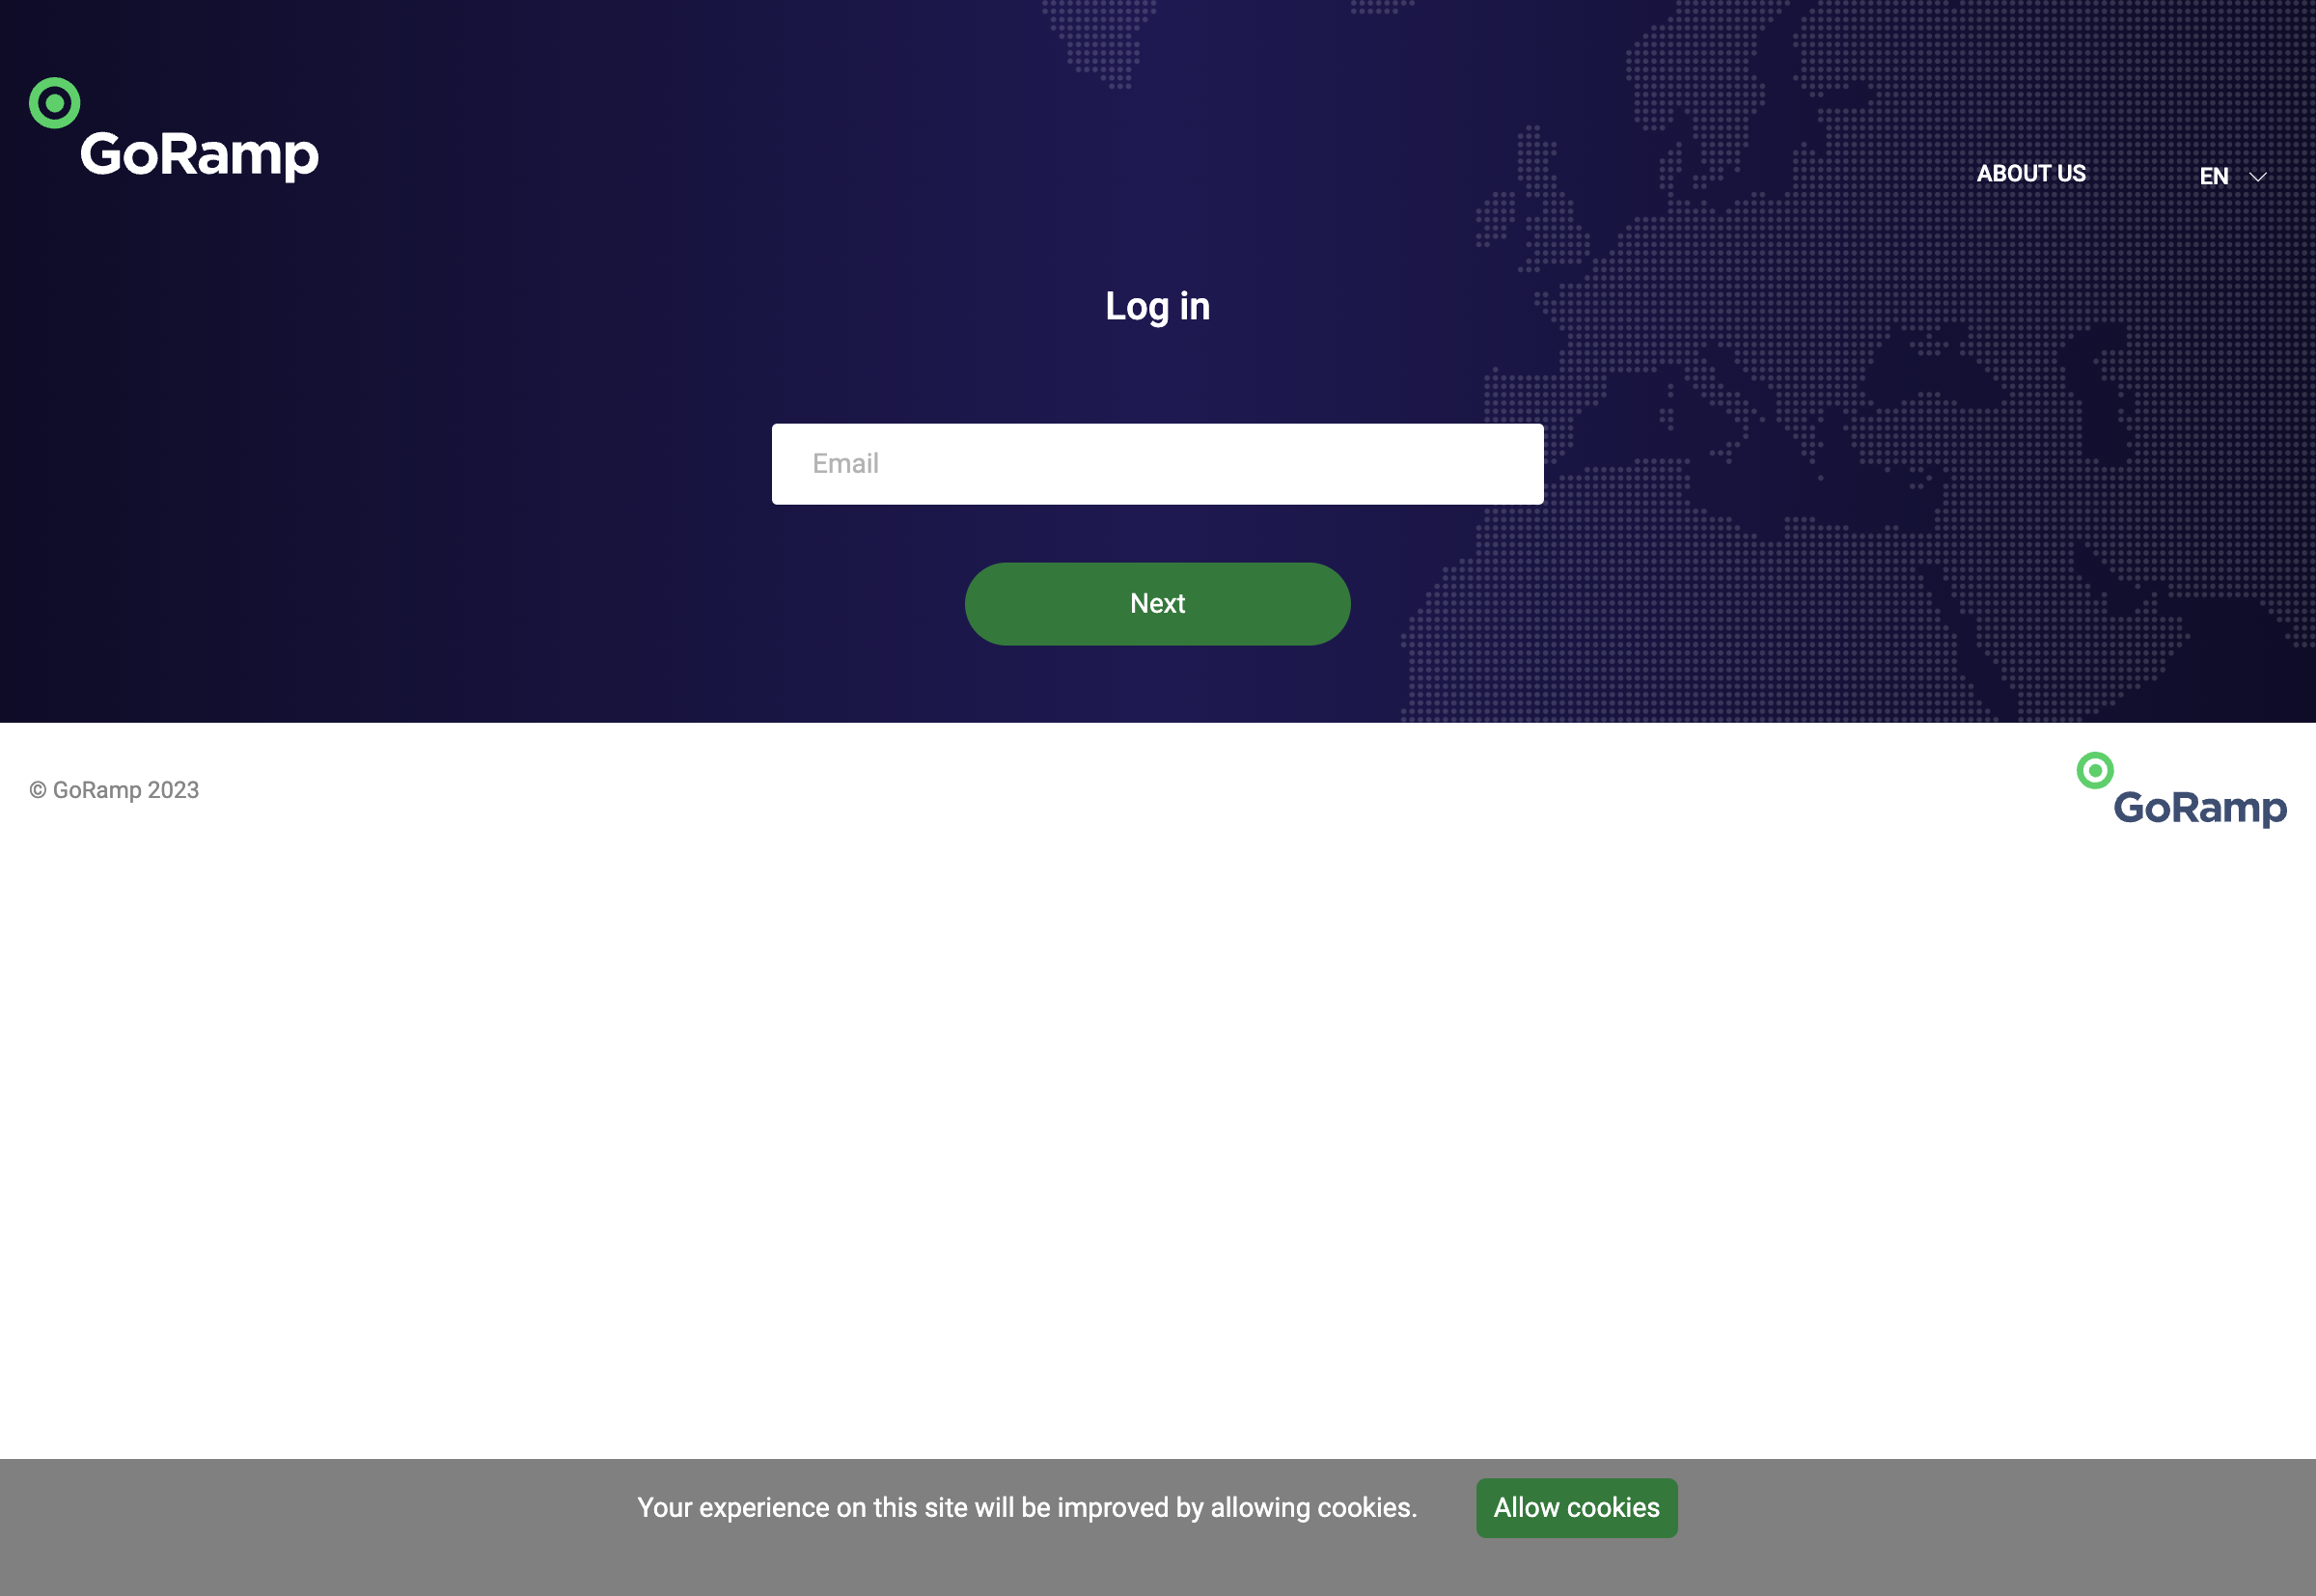 GoRamp
ABOUT US
EN
Log in
Email
Next
© GoRamp 2023
GoRamp
Your experience on this site will be improved by allowing cookies.
Allow cookies